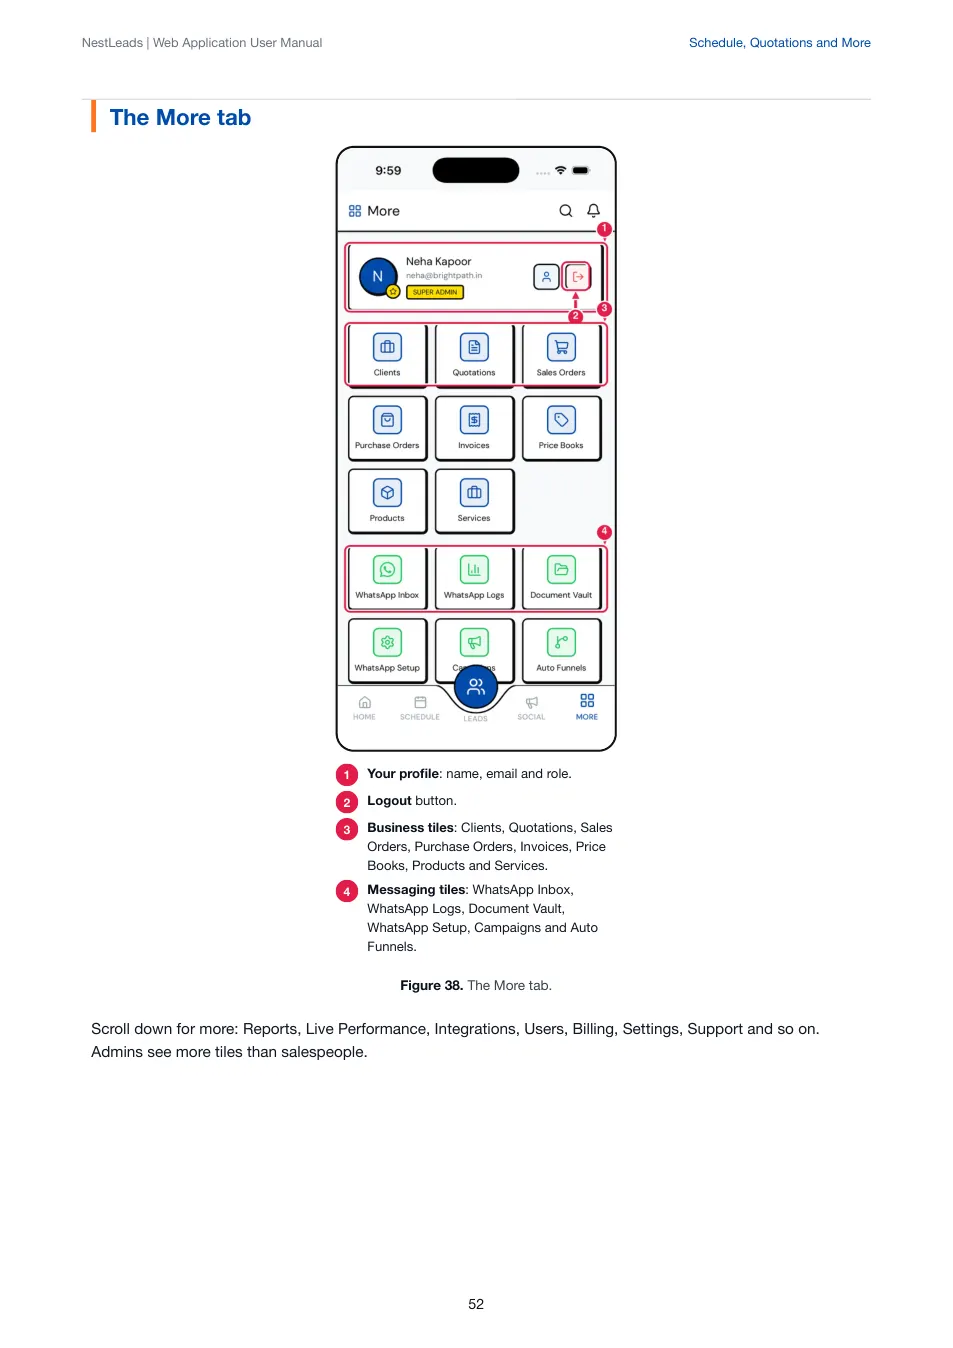 NestLeads | Web Application User Manual
Schedule, Quotations and More
The More tab
9:59
More
1
Neha Kapoor
N
neha@brightpath.in
SUPER ADMIN
2
3
Clients
Quotations
Sales Orders
Purchase Orders
Invoices
Price Books
Products
Services
4
WhatsApp Inbox
WhatsApp Logs
Document Vault
WhatsApp Setup
Auto Funnels
HOME
SCHEDULE
LEADS
SOCIAL
MORE
1 Your profile: name, email and role.
2 Logout button.
3 Business tiles: Clients, Quotations, Sales
Orders, Purchase Orders, Invoices, Price
Books, Products and Services.
4 Messaging tiles: WhatsApp Inbox,
WhatsApp Logs, Document Vault,
WhatsApp Setup, Campaigns and Auto
Funnels.
Figure 38. The More tab.
Scroll down for more: Reports, Live Performance, Integrations, Users, Billing, Settings, Support and so on.
Admins see more tiles than salespeople.
52